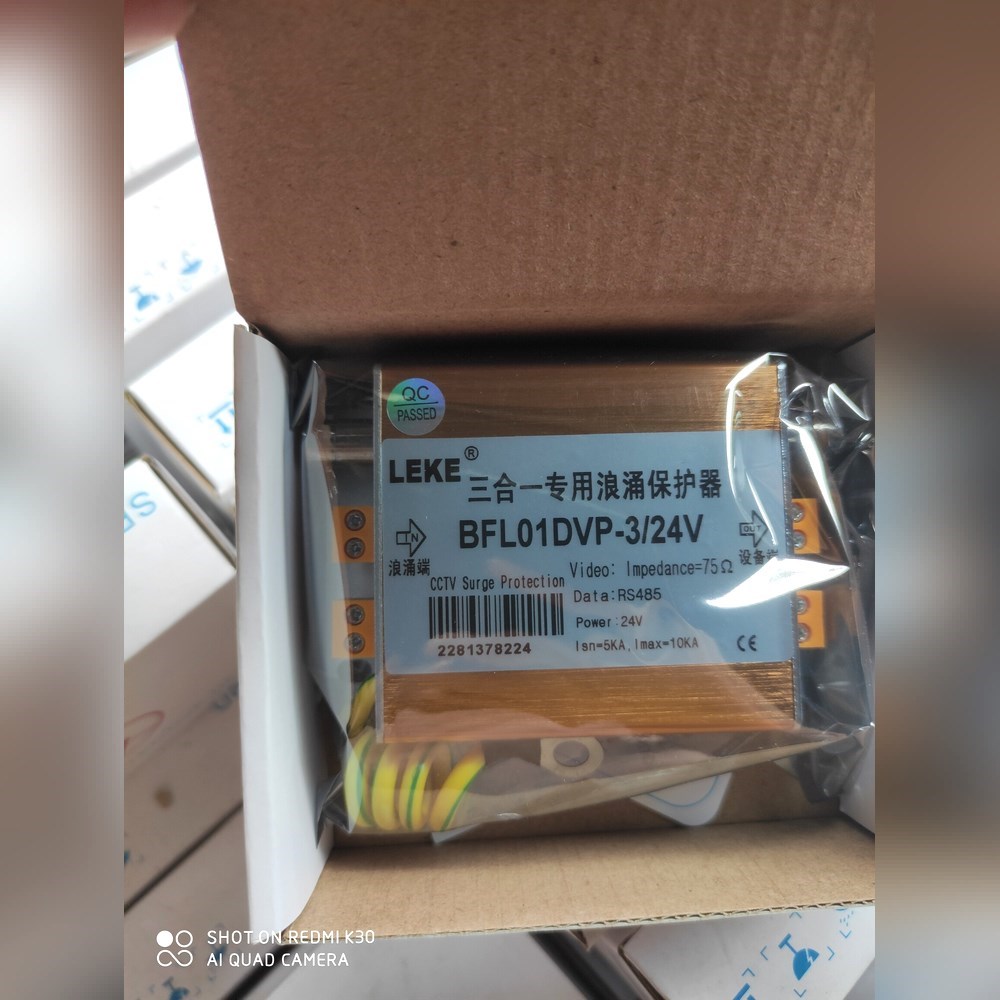 QC
PASSED
LEKE®
三合一专用浪涌保护器
IN
BFL01DVP-3/24V
OUT
浪涌端
设备端
CCTV Surge Protection
Video: Impedance=75Ω
Data:RS485
Power:24V
Isn=5KA,Imax=10KA
CE
2281378224
SHOT ON REDMI K30
AI QUAD CAMERA